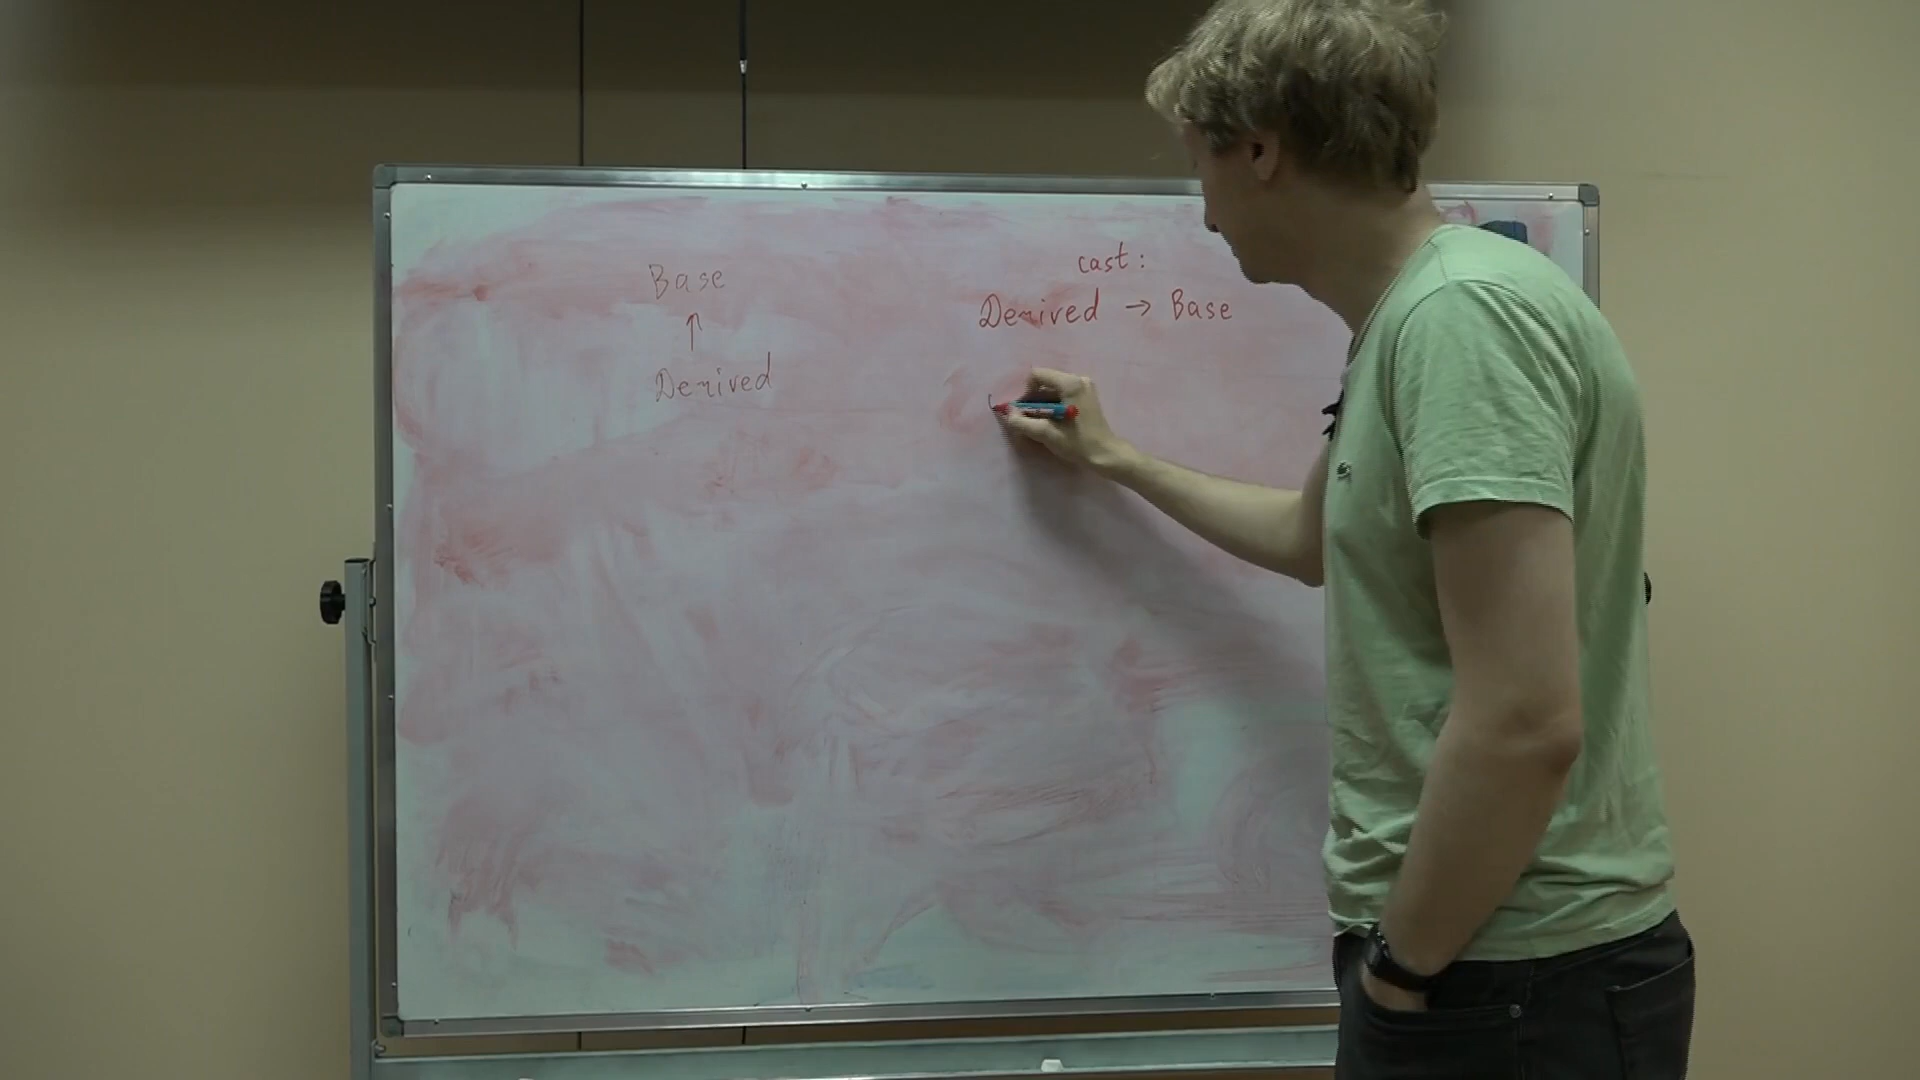 Base
↑
Derived
cast:
Derived → Base